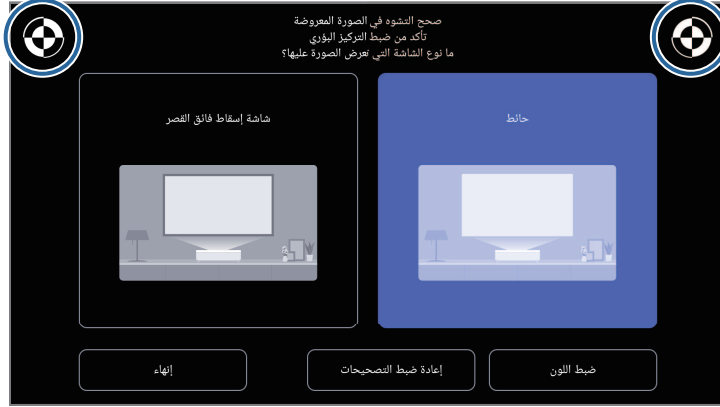 صحح التشوه في الصورة المعروضة
تأكد من ضبط التركيز البؤري
ما نوع الشاشة التي تعرض الصورة عليها؟
حائط
شاشة إسقاط فائق القصر
ضبط اللون
إعادة ضبط التصحيحات
إنهاء